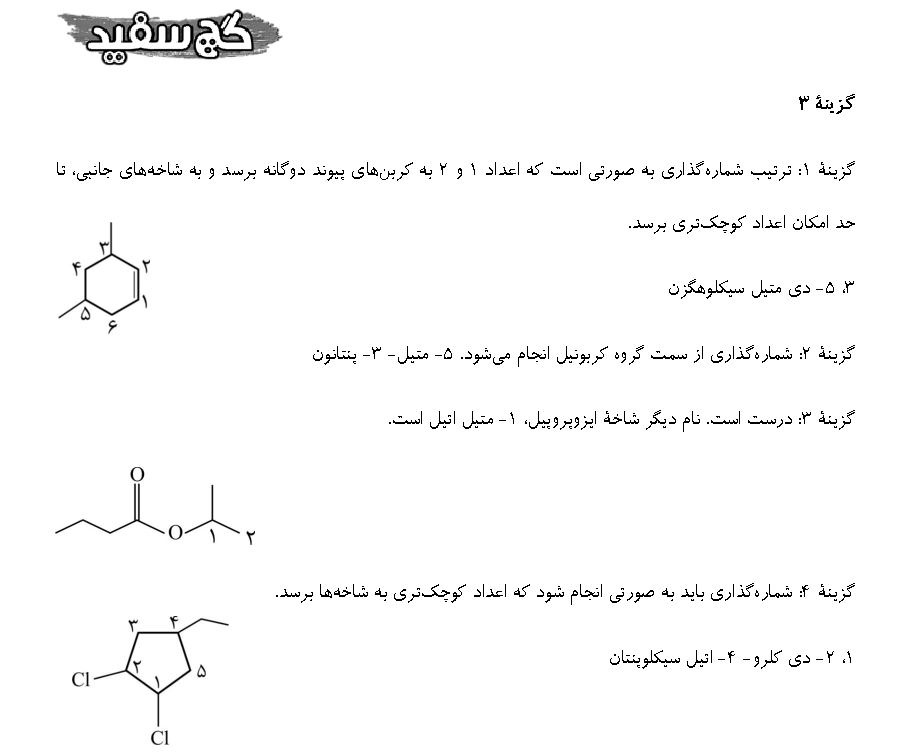 گچ سفید
گزینهٔ ۳
گزینهٔ ۱: ترتیب شماره‌گذاری به صورتی است که اعداد ۱ و ۲ به کربن‌های پیوند دوگانه برسد و به شاخه‌های جانبی، تا
حد امکان اعداد کوچک‌تری برسد.
۳
۴
۲
۵
۱
۶
۳، ۵- دی متیل سیکلوهگزن
گزینهٔ ۲: شماره‌گذاری از سمت گروه کربونیل انجام می‌شود. ۵- متیل- ۳- پنتانون
گزینهٔ ۳: درست است. نام دیگر شاخهٔ ایزوپروپیل، ۱- متیل اتیل است.
O
O
۱
۲
گزینهٔ ۴: شماره‌گذاری باید به صورتی انجام شود که اعداد کوچک‌تری به شاخه‌ها برسد.
۳
۴
۲
۵
۱
Cl
Cl
۱، ۲- دی کلرو- ۴- اتیل سیکلوپنتان